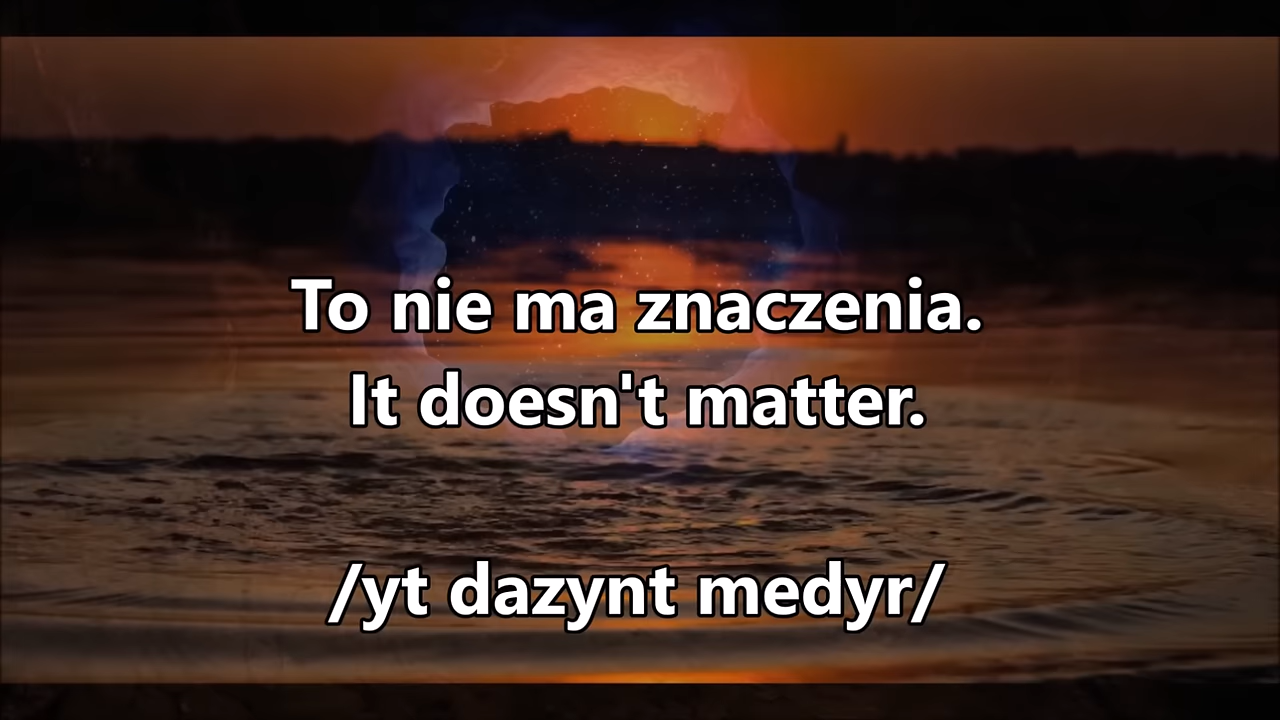 To nie ma znaczenia.
It doesn't matter.
/yt dazynt medyr/